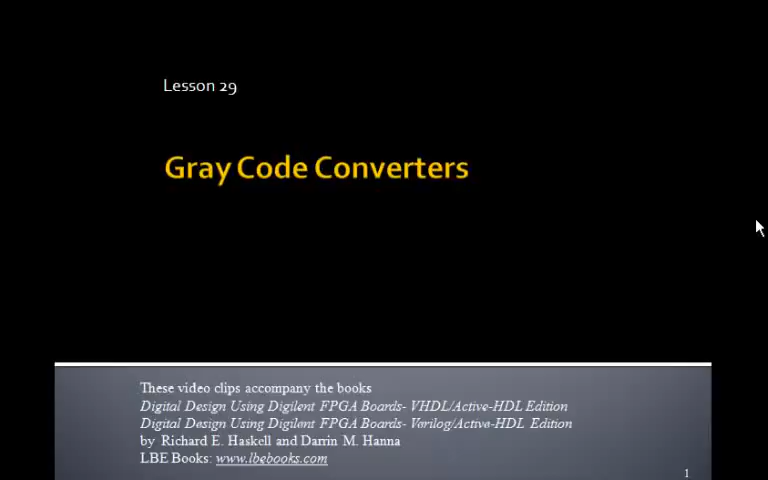 Lesson 29
Gray Code Converters
These video clips accompany the books
Digital Design Using Digilent FPGA Boards- VHDL/Active-HDL Edition
Digital Design Using Digilent FPGA Boards- Verilog/Active-HDL Edition
by Richard E. Haskell and Darrin M. Hanna
LBE Books: www.lbebooks.com
1